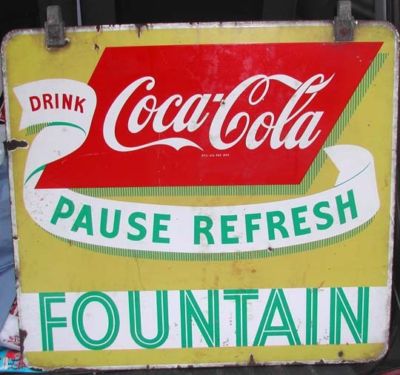 DRINK
Coca-Cola
PAUSE REFRESH
FOUNTAIN